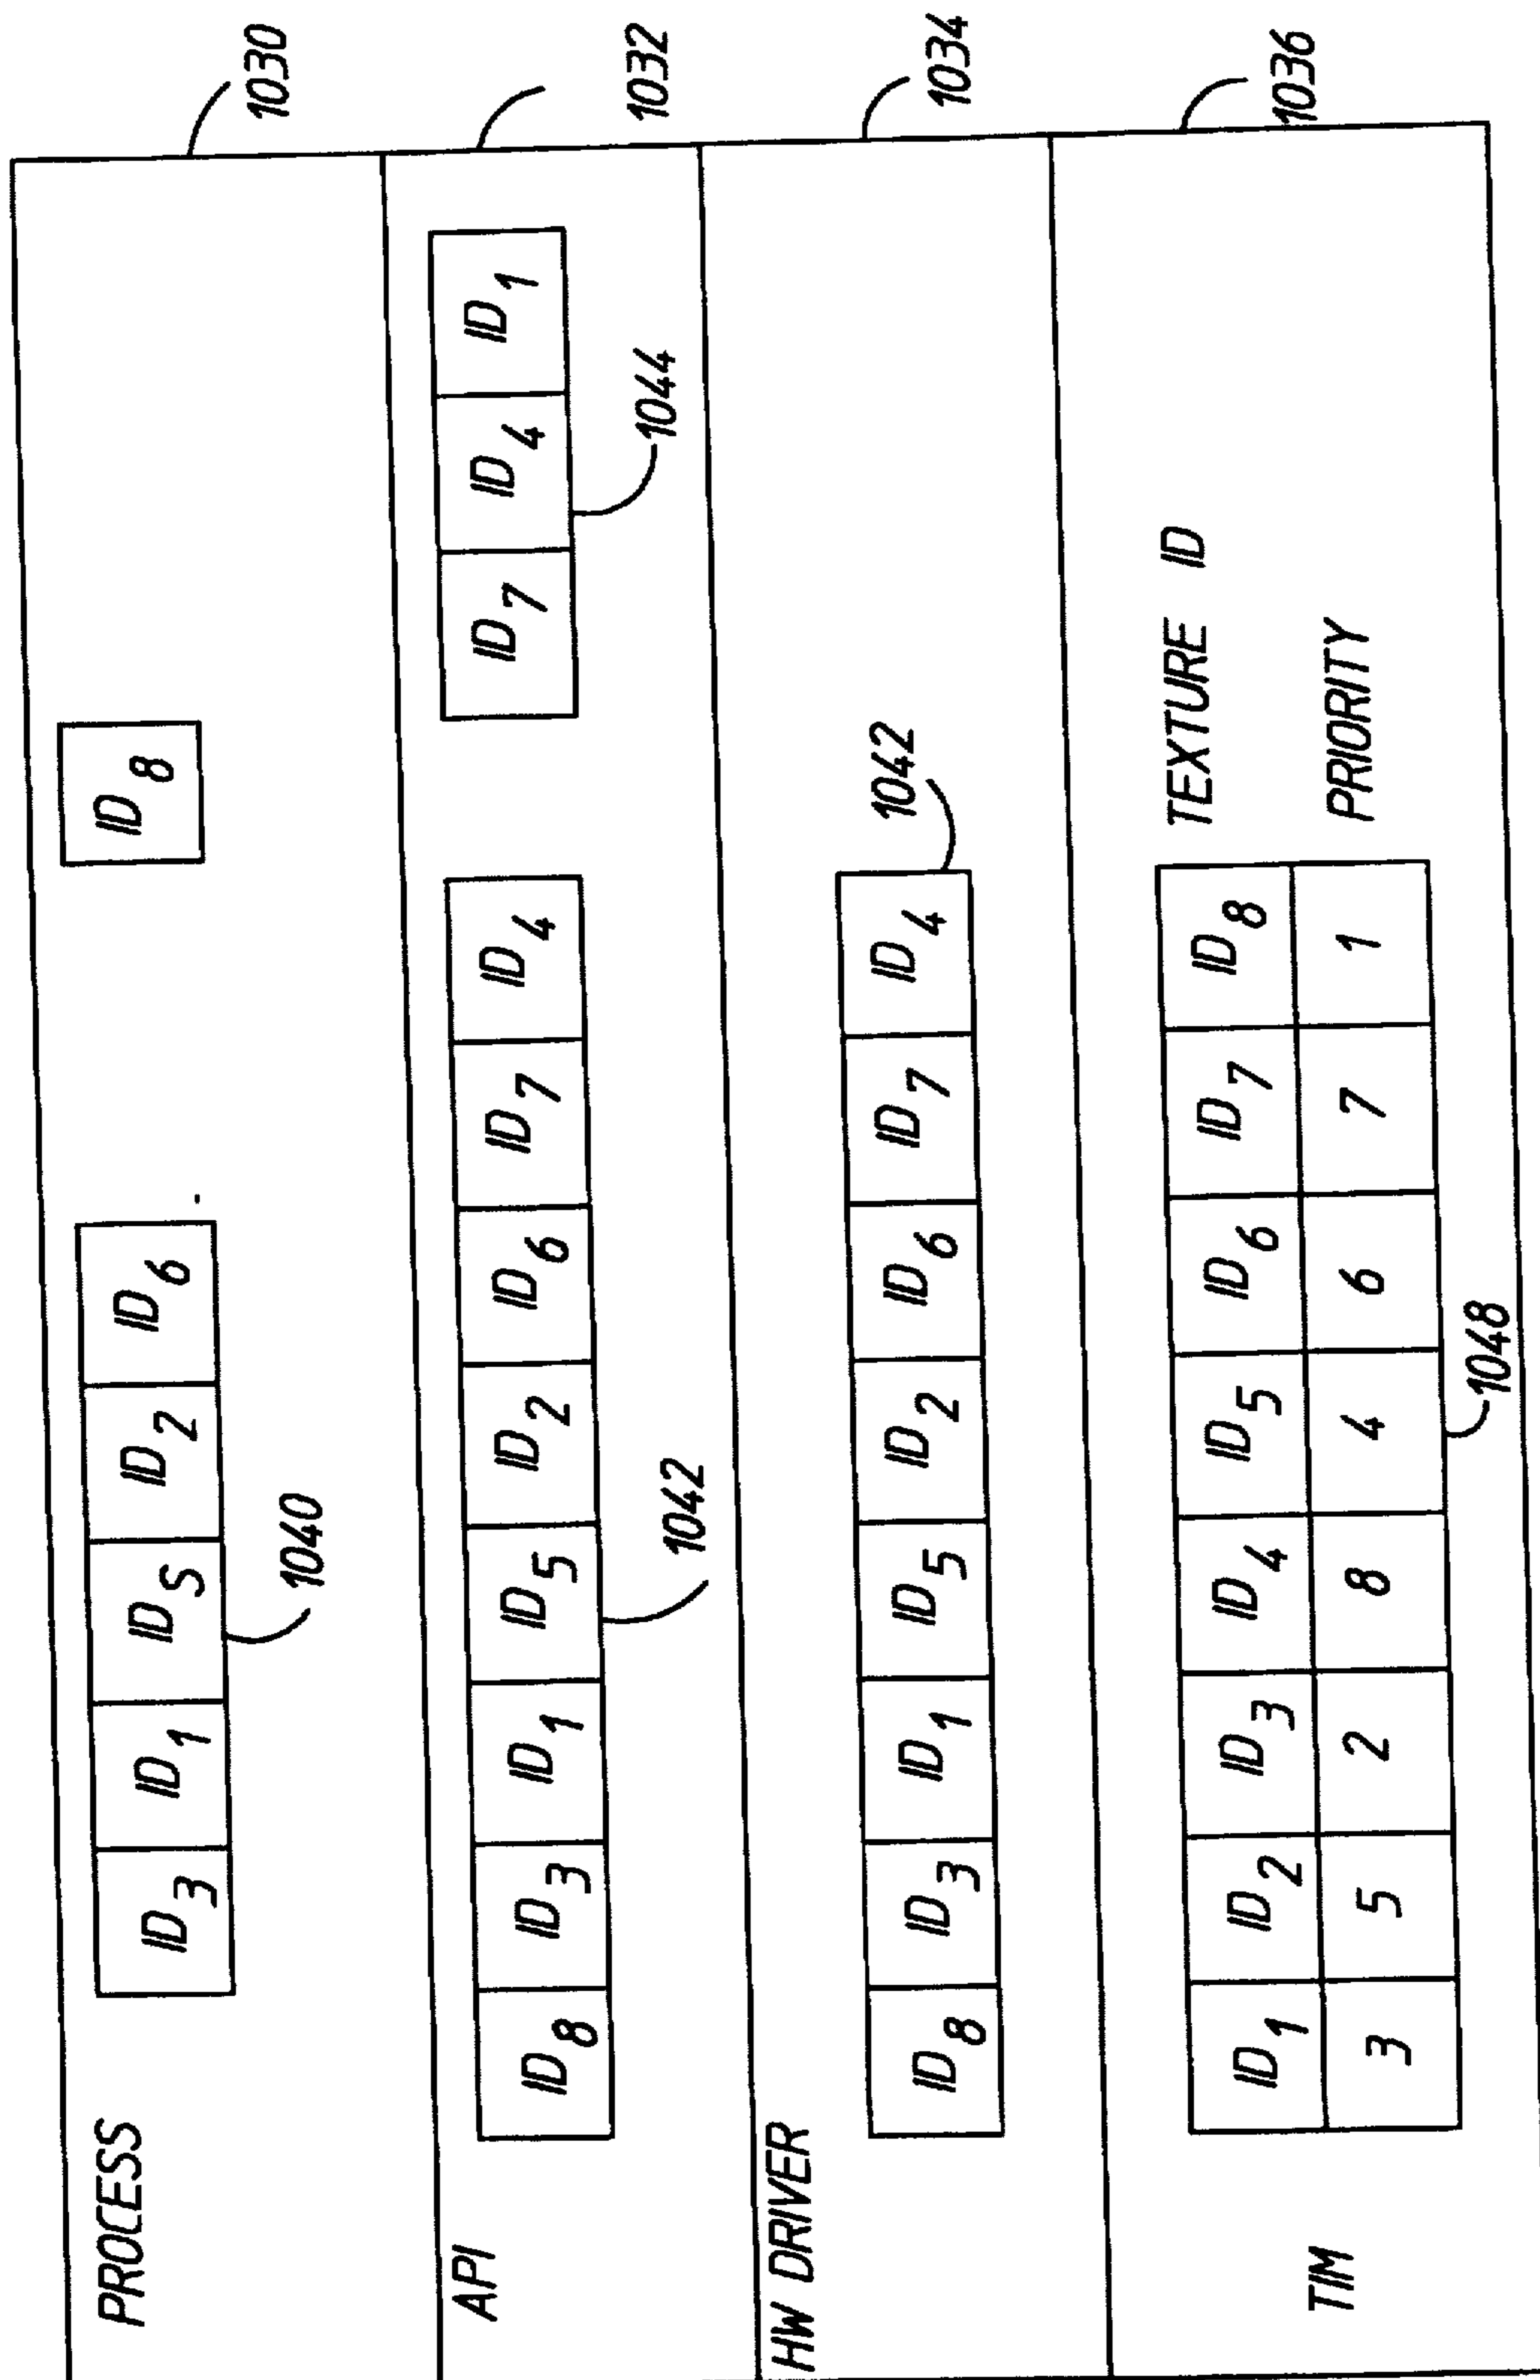 PROCESS
ID3 ID1 IDS ID2 ID6
ID8
1040
1030
API
ID8 ID3 ID1 ID5 ID2 ID6 ID7 ID4
ID7 ID4 ID1
1042
1044
1032
HW DRIVER
ID8 ID3 ID1 ID5 ID2 ID6 ID7 ID4
1042
1034
TIM
ID1 ID2 ID3 ID4 ID5 ID6 ID7 ID8
TEXTURE ID
3 5 2 8 4 6 7 1
PRIORITY
1048
1036